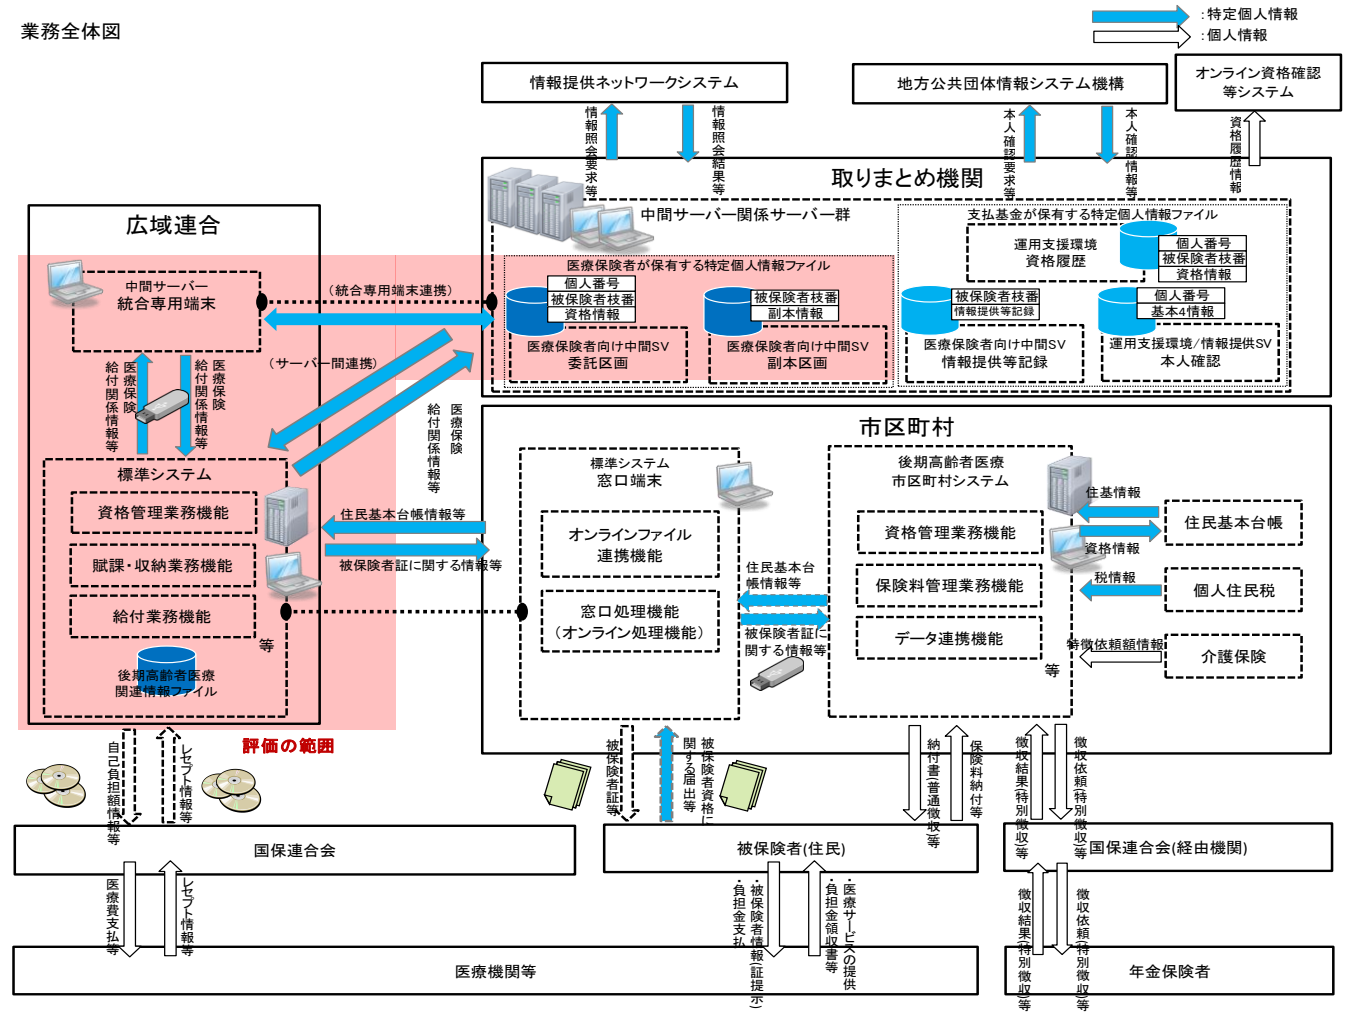 業務全体図
:特定個人情報
:個人情報
情報提供ネットワークシステム
地方公共団体情報システム機構
オンライン資格確認
等システム
情報照会要求等
情報照会結果等
本人確認要求等
本人確認情報等
資格履歴情報
取りまとめ機関
中間サーバー関係サーバー群
医療保険者が保有する特定個人情報ファイル
個人番号
被保険者枝番
資格情報
医療保険者向け中間SV
委託区画
被保険者枝番
副本情報
医療保険者向け中間SV
副本区画
支払基金が保有する特定個人情報ファイル
運用支援環境
資格履歴
個人番号
被保険者枝番
資格情報
被保険者枝番
情報提供等記録
医療保険者向け中間SV
情報提供等記録
個人番号
基本4情報
運用支援環境/情報提供SV
本人確認
広域連合
中間サーバー
統合専用端末
(統合専用端末連携)
(サーバー間連携)
医療保険
給付関係情報等
医療保険
給付関係情報等
医療保険
給付関係情報等
標準システム
資格管理業務機能
賦課・収納業務機能
給付業務機能
等
後期高齢者医療
関連情報ファイル
評価の範囲
住民基本台帳情報等
被保険者証に関する情報等
市区町村
標準システム
窓口端末
オンラインファイル
連携機能
窓口処理機能
(オンライン処理機能)
住民基本台
帳情報等
被保険者証に
関する情報等
後期高齢者医療
市区町村システム
資格管理業務機能
保険料管理業務機能
データ連携機能
等
住基情報
資格情報
税情報
特徴依頼額情報
住民基本台帳
個人住民税
介護保険
自己負担額情報等
レセプト情報等
被保険者証等
被保険者資格に
関する届出等
納付書(普通徴収)等
保険料納付等
徴収結果(特別徴収)等
徴収依頼(特別徴収)等
国保連合会
被保険者(住民)
国保連合会(経由機関)
医療費支払等
レセプト情報等
・被保険者情報(証提示)
・負担金支払
・医療サービスの提供
・負担金領収書等
徴収結果(特別徴収)等
徴収依頼(特別徴収)等
医療機関等
年金保険者